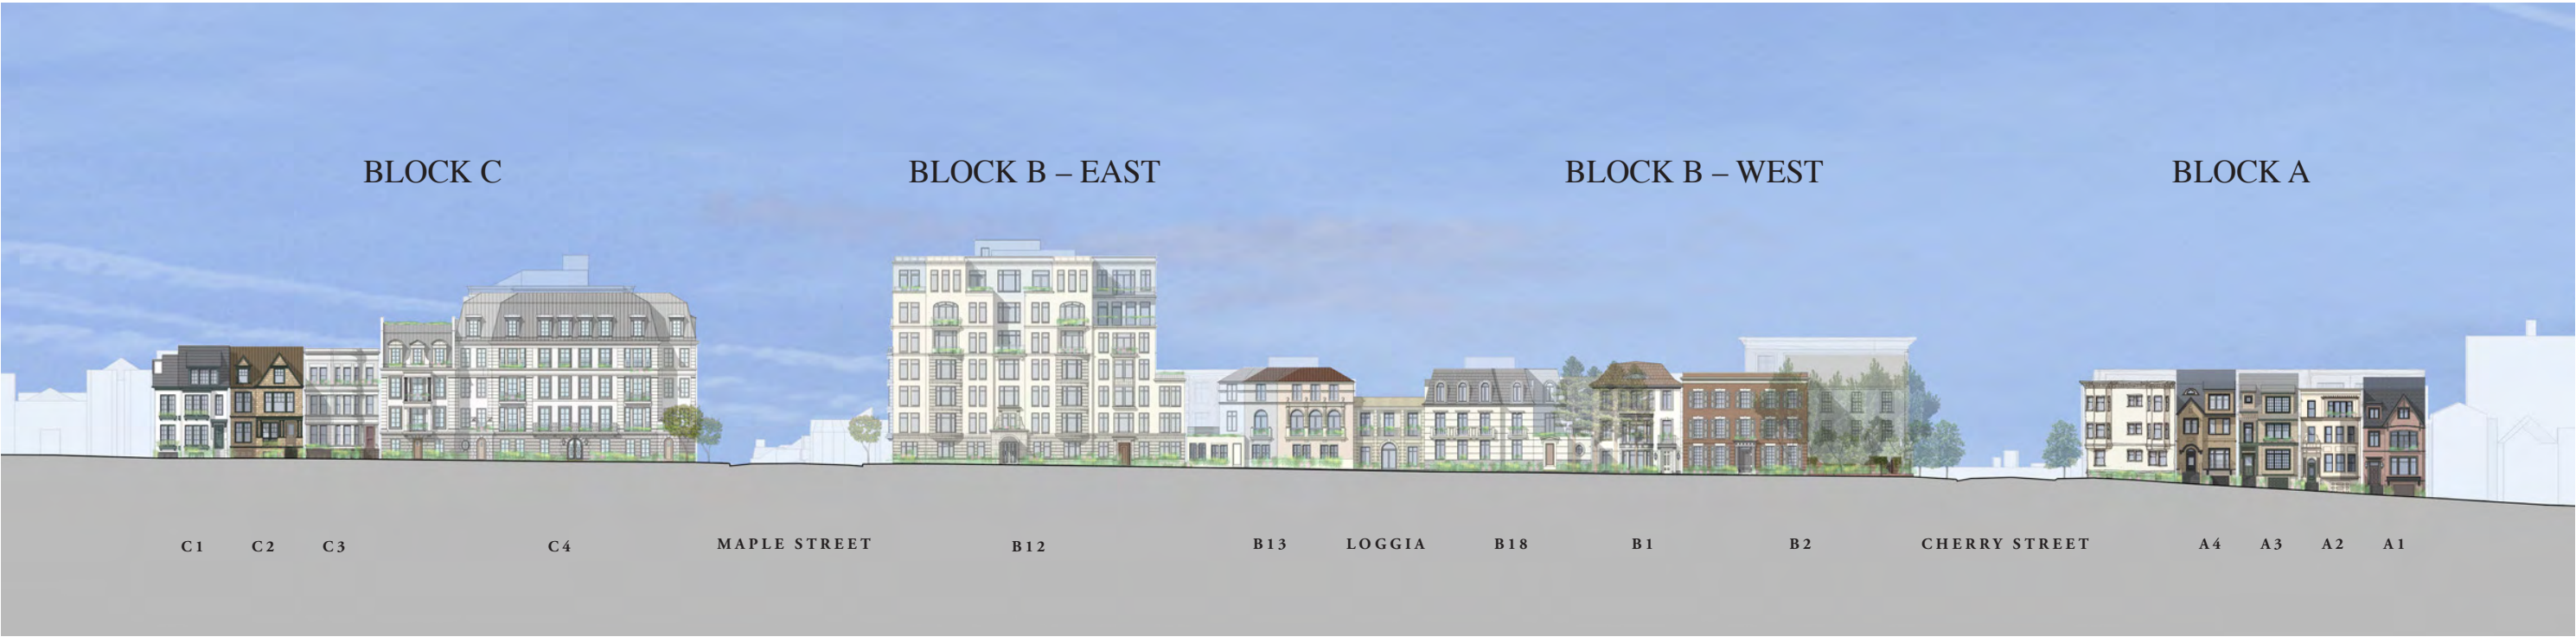 BLOCK C
BLOCK B – EAST
BLOCK B – WEST
BLOCK A
C1
C2
C3
C4
MAPLE STREET
B12
B13
LOGGIA
B18
B1
B2
CHERRY STREET
A4
A3
A2
A1